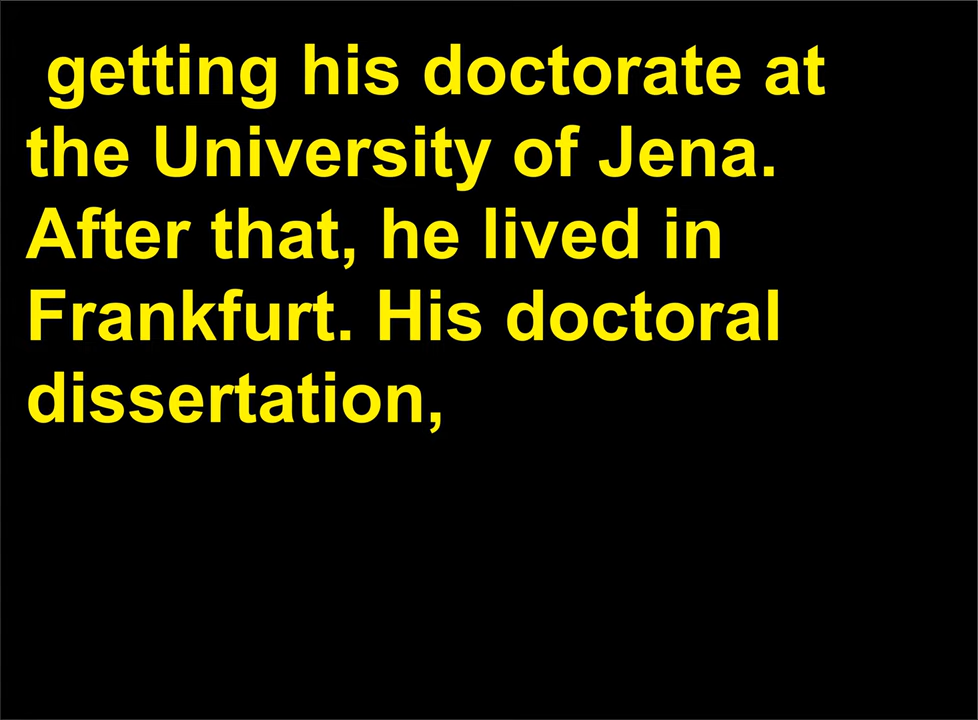 getting his doctorate at
the University of Jena.
After that, he lived in
Frankfurt. His doctoral
dissertation,